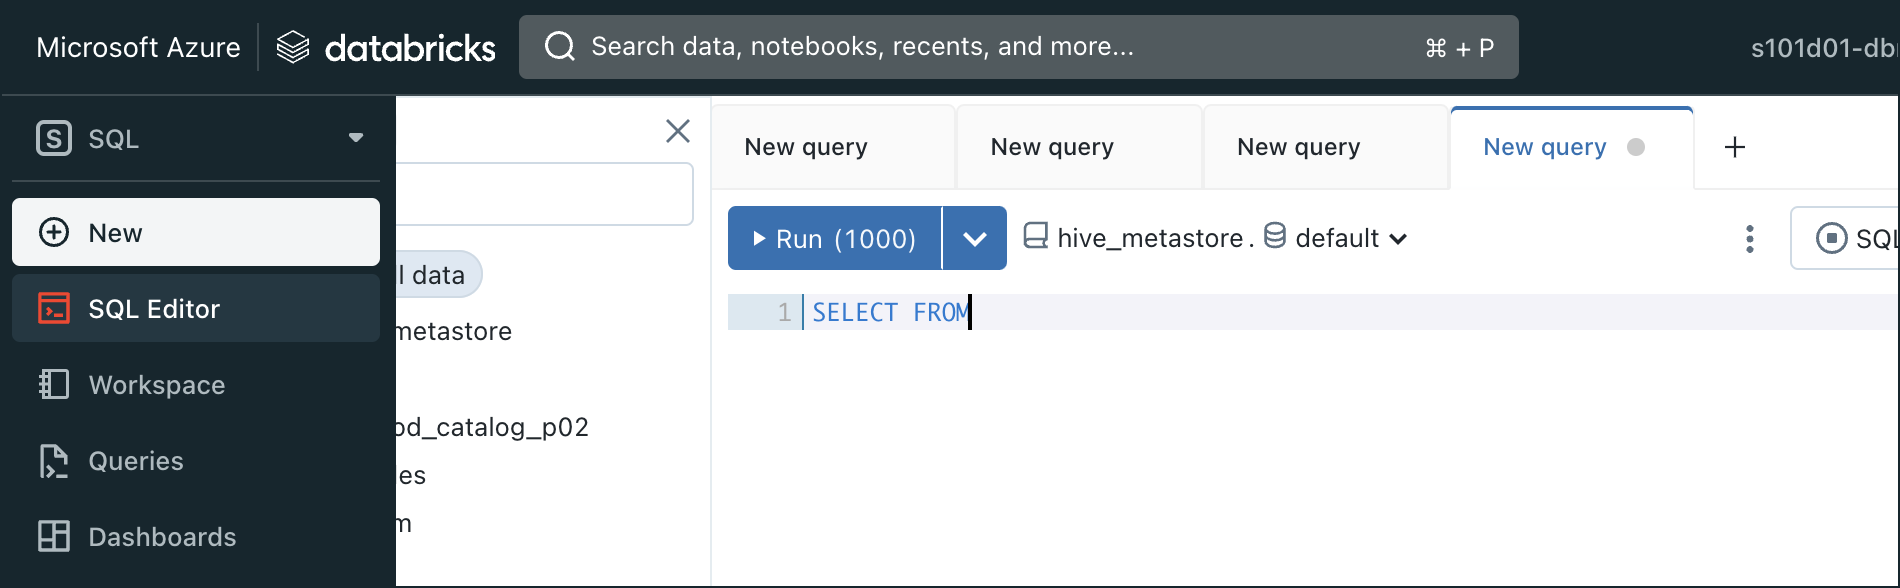 Microsoft Azure databricks Search data, notebooks, recents, and more... ⌘ + P s101d01-db
S SQL
New
SQL Editor
Workspace
Queries
Dashboards
l data
metastore
od_catalog_p02
es
m
New query New query New query New query +
Run (1000) hive_metastore . default SQL
1 SELECT FROM